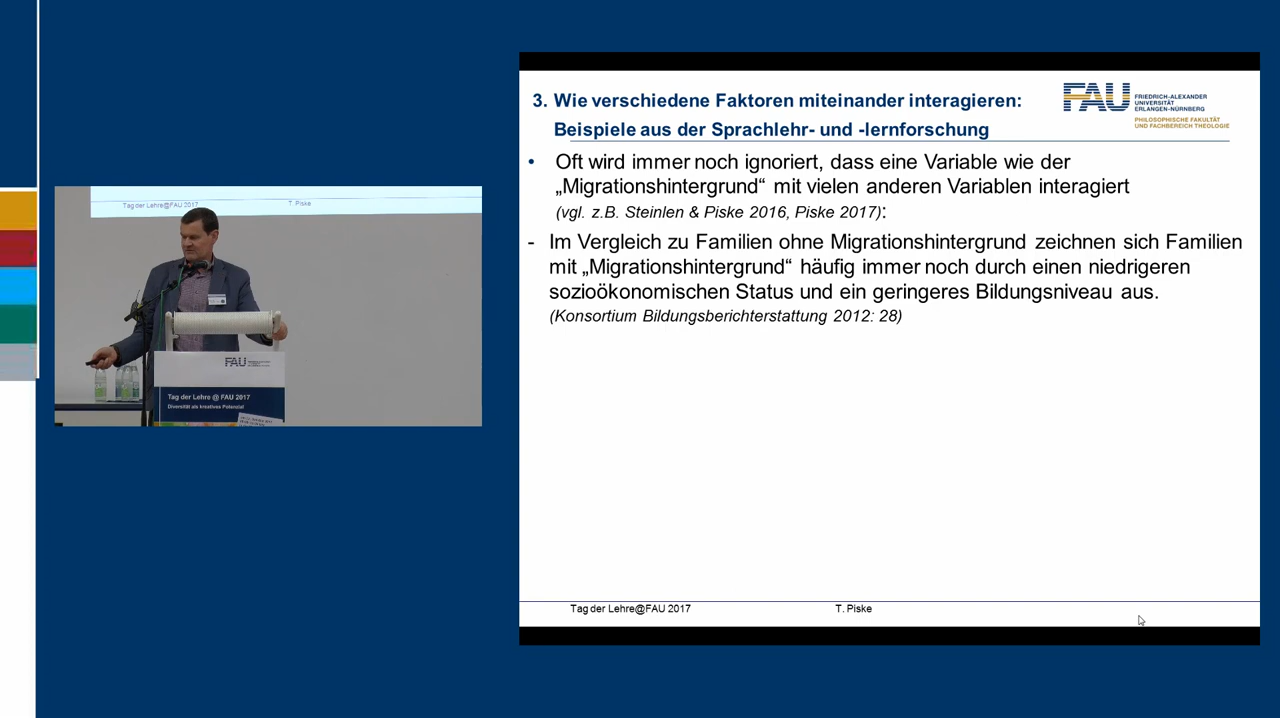 Tag der Lehre@FAU 2017 T. Piske
FAU
Tag der Lehre @ FAU 2017
Diversität als kreatives Potenzial
3. Wie verschiedene Faktoren miteinander interagieren:
Beispiele aus der Sprachlehr- und -lernforschung
FAU FRIEDRICH-ALEXANDER
UNIVERSITÄT
ERLANGEN-NÜRNBERG
PHILOSOPHISCHE FAKULTÄT
UND FACHBEREICH THEOLOGIE
• Oft wird immer noch ignoriert, dass eine Variable wie der
„Migrationshintergrund“ mit vielen anderen Variablen interagiert
(vgl. z.B. Steinlen & Piske 2016, Piske 2017):
- Im Vergleich zu Familien ohne Migrationshintergrund zeichnen sich Familien
mit „Migrationshintergrund“ häufig immer noch durch einen niedrigeren
sozioökonomischen Status und ein geringeres Bildungsniveau aus.
(Konsortium Bildungsberichterstattung 2012: 28)
Tag der Lehre@FAU 2017 T. Piske